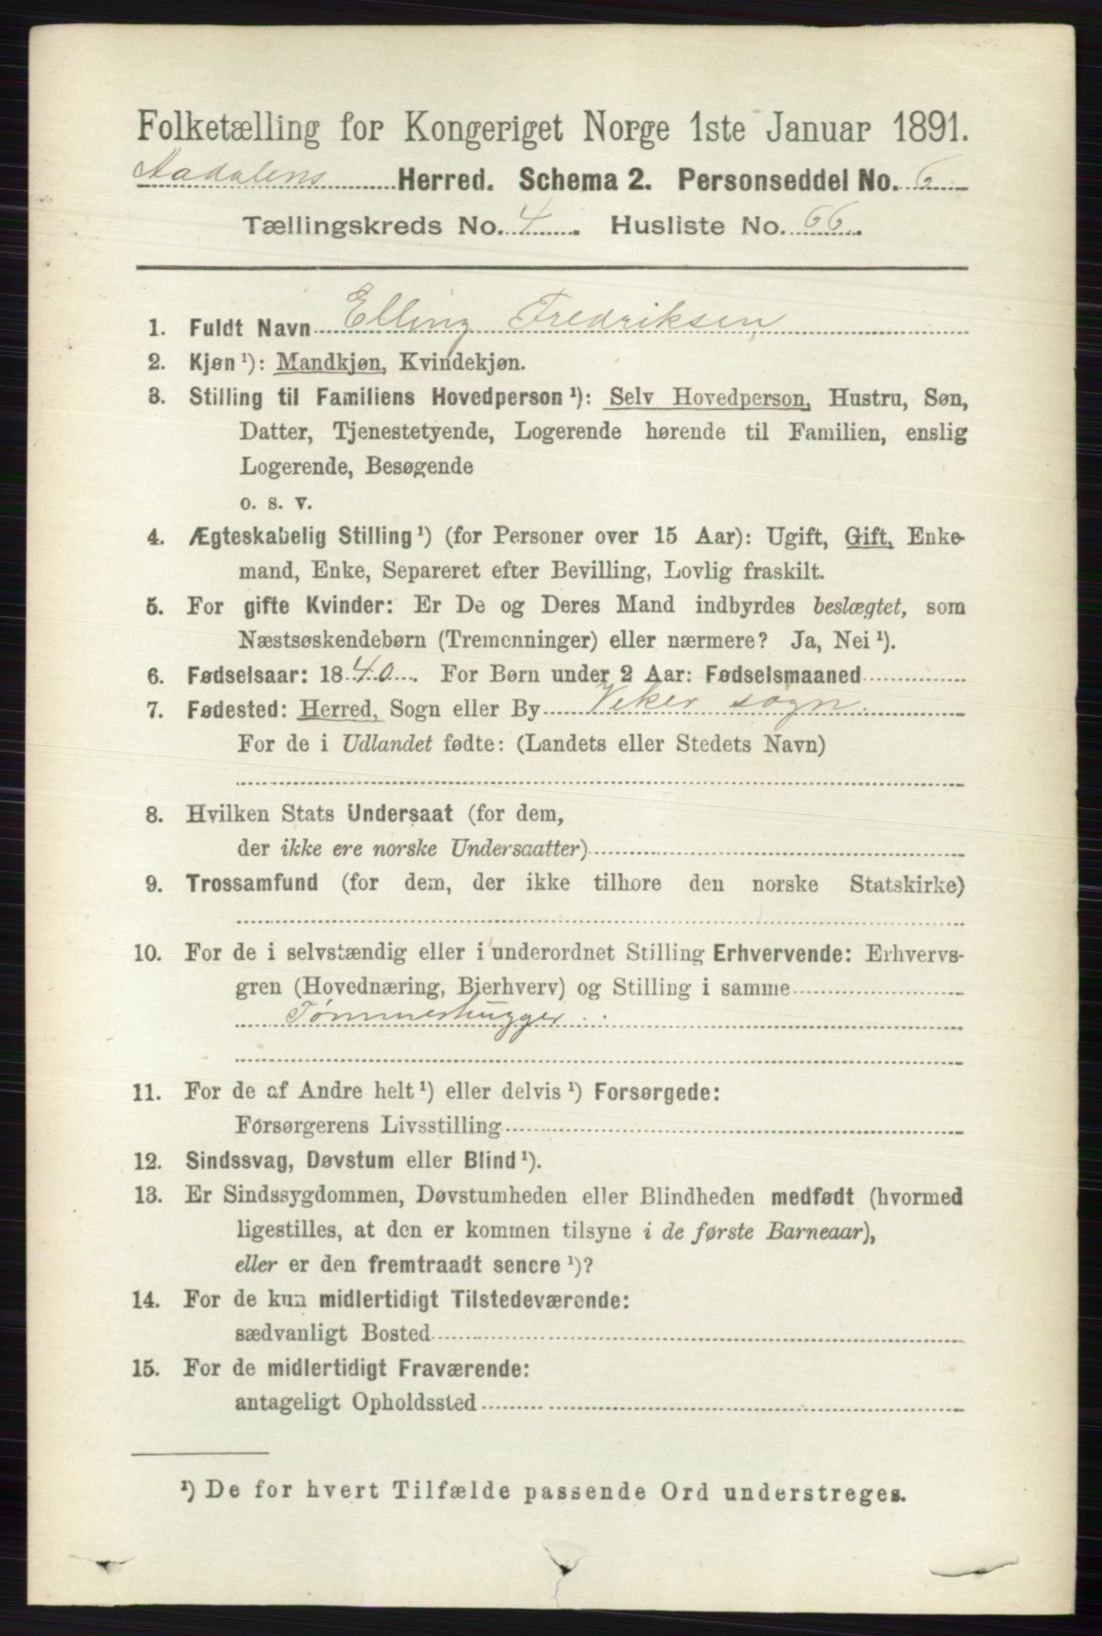 Folketælling for Kongeriget Norge 1ste Januar 1891.
Aadalens Herred. Schema 2. Personseddel No. 6.
Tællingskreds No. 4. Husliste No. 66.
1. Fuldt Navn Elling Fredriksen
2. Kjøn ¹): Mandkjøn, Kvindekjøn.
3. Stilling til Familiens Hovedperson ¹): Selv Hovedperson, Hustru, Søn,
Datter, Tjenestetyende, Logerende hørende til Familien, enslig
Logerende, Besøgende
o. s. v.
4. Ægteskabelig Stilling ¹) (for Personer over 15 Aar): Ugift, Gift, Enke-
mand, Enke, Separeret efter Bevilling, Lovlig fraskilt.
5. For gifte Kvinder: Er De og Deres Mand indbyrdes beslægtet, som
Næstsøskendebørn (Tremenninger) eller nærmere? Ja, Nei ¹).
6. Fødselsaar: 1840. For Børn under 2 Aar: Fødselsmaaned
7. Fødested: Herred, Sogn eller By Veker sogn.
For de i Udlandet fødte: (Landets eller Stedets Navn)
8. Hvilken Stats Undersaat (for dem,
der ikke ere norske Undersaatter)
9. Trossamfund (for dem, der ikke tilhøre den norske Statskirke)
10. For de i selvstændig eller i underordnet Stilling Erhvervende: Erhvervs-
gren (Hovednæring, Bierhverv) og Stilling i samme
Tømmerhugger
11. For de af Andre helt ¹) eller delvis ¹) Forsørgede:
Forsørgerens Livsstilling
12. Sindssvag, Døvstum eller Blind ¹).
13. Er Sindssygdommen, Døvstumheden eller Blindheden medfødt (hvormed
ligestilles, at den er kommen tilsyne i de første Barneaar),
eller er den fremtraadt senere ¹)?
14. For de kun midlertidigt Tilstedeværende:
sædvanligt Bosted
15. For de midlertidigt Fraværende:
antageligt Opholdssted
¹) De for hvert Tilfælde passende Ord understreges.